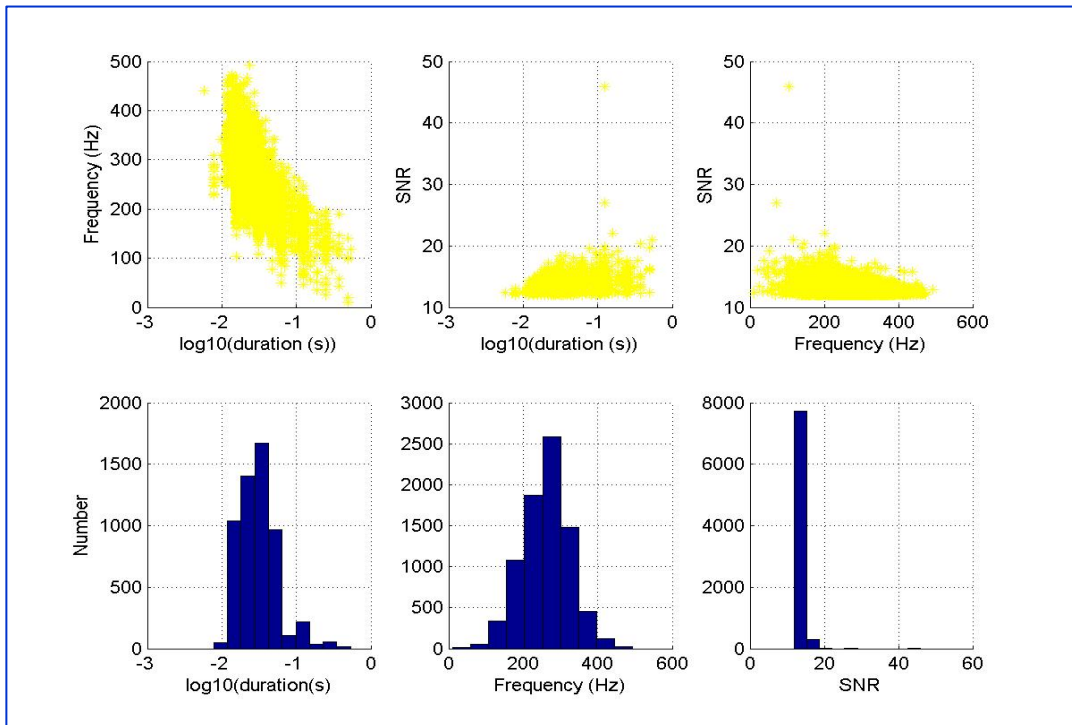 500
400
300
200
100
0
Frequency (Hz)
-3 -2 -1 0
log10(duration (s))
50
40
30
20
10
SNR
-3 -2 -1 0
log10(duration (s))
50
40
30
20
10
SNR
0 200 400 600
Frequency (Hz)
2000
1500
1000
500
0
Number
-3 -2 -1 0
log10(duration(s)
3000
2500
2000
1500
1000
500
0
0 200 400 600
Frequency (Hz)
8000
6000
4000
2000
0
0 20 40 60
SNR